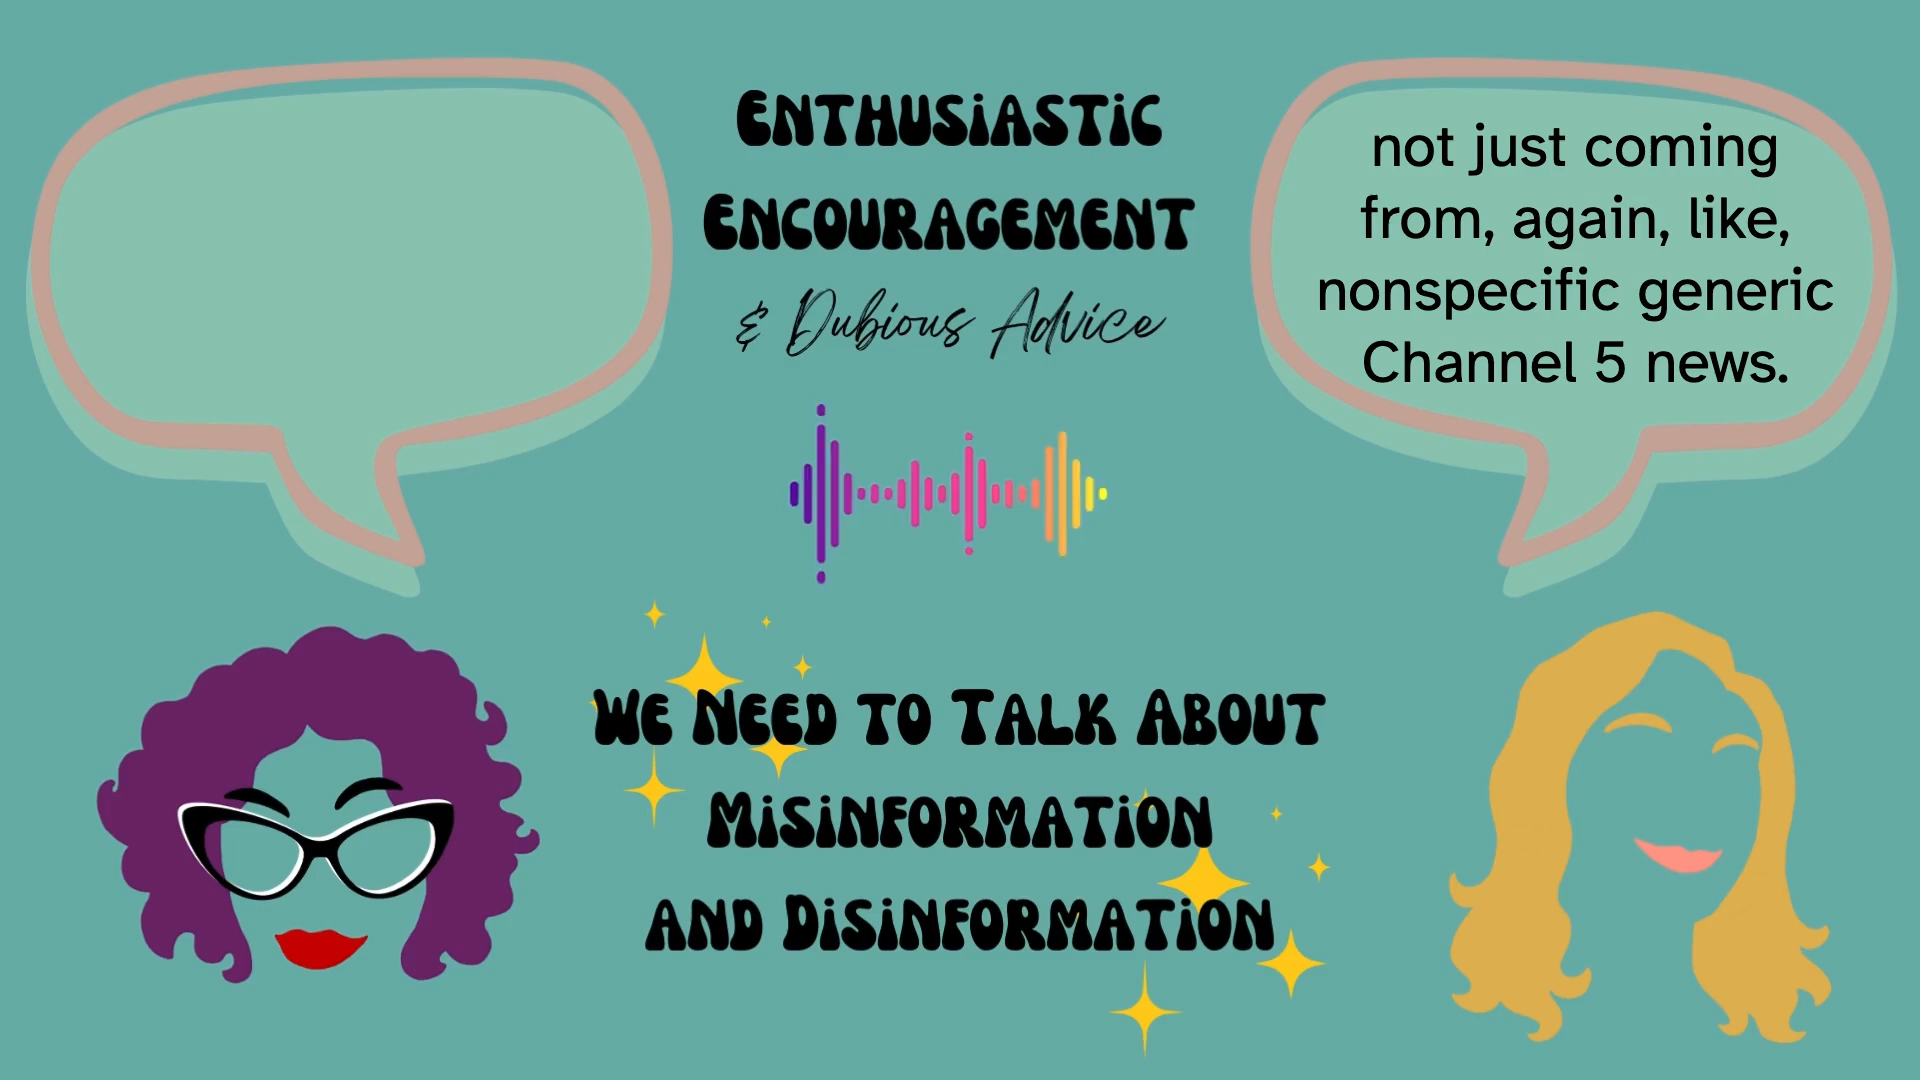 Enthusiastic
Encouragement
& Dubious Advice
not just coming
from, again, like,
nonspecific generic
Channel 5 news.
We Need to Talk About
Misinformation
and Disinformation